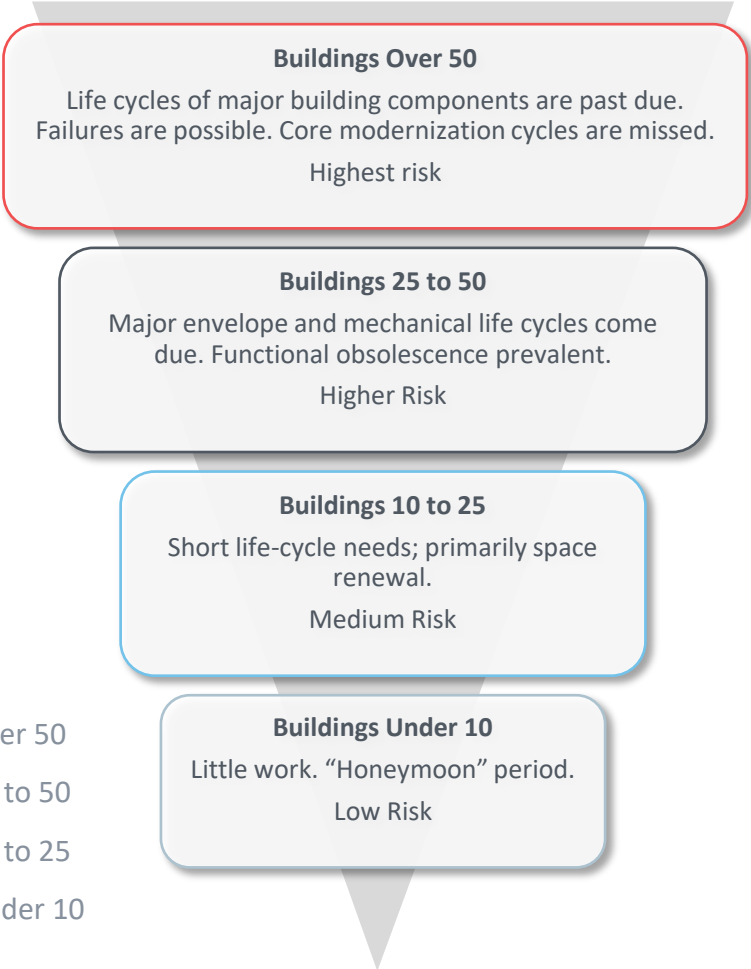 Buildings Over 50
Life cycles of major building components are past due.
Failures are possible. Core modernization cycles are missed.
Highest risk
Buildings 25 to 50
Major envelope and mechanical life cycles come
due. Functional obsolescence prevalent.
Higher Risk
Buildings 10 to 25
Short life-cycle needs; primarily space
renewal.
Medium Risk
Buildings Under 10
Little work. “Honeymoon” period.
Low Risk
50
to 50
to 25
10